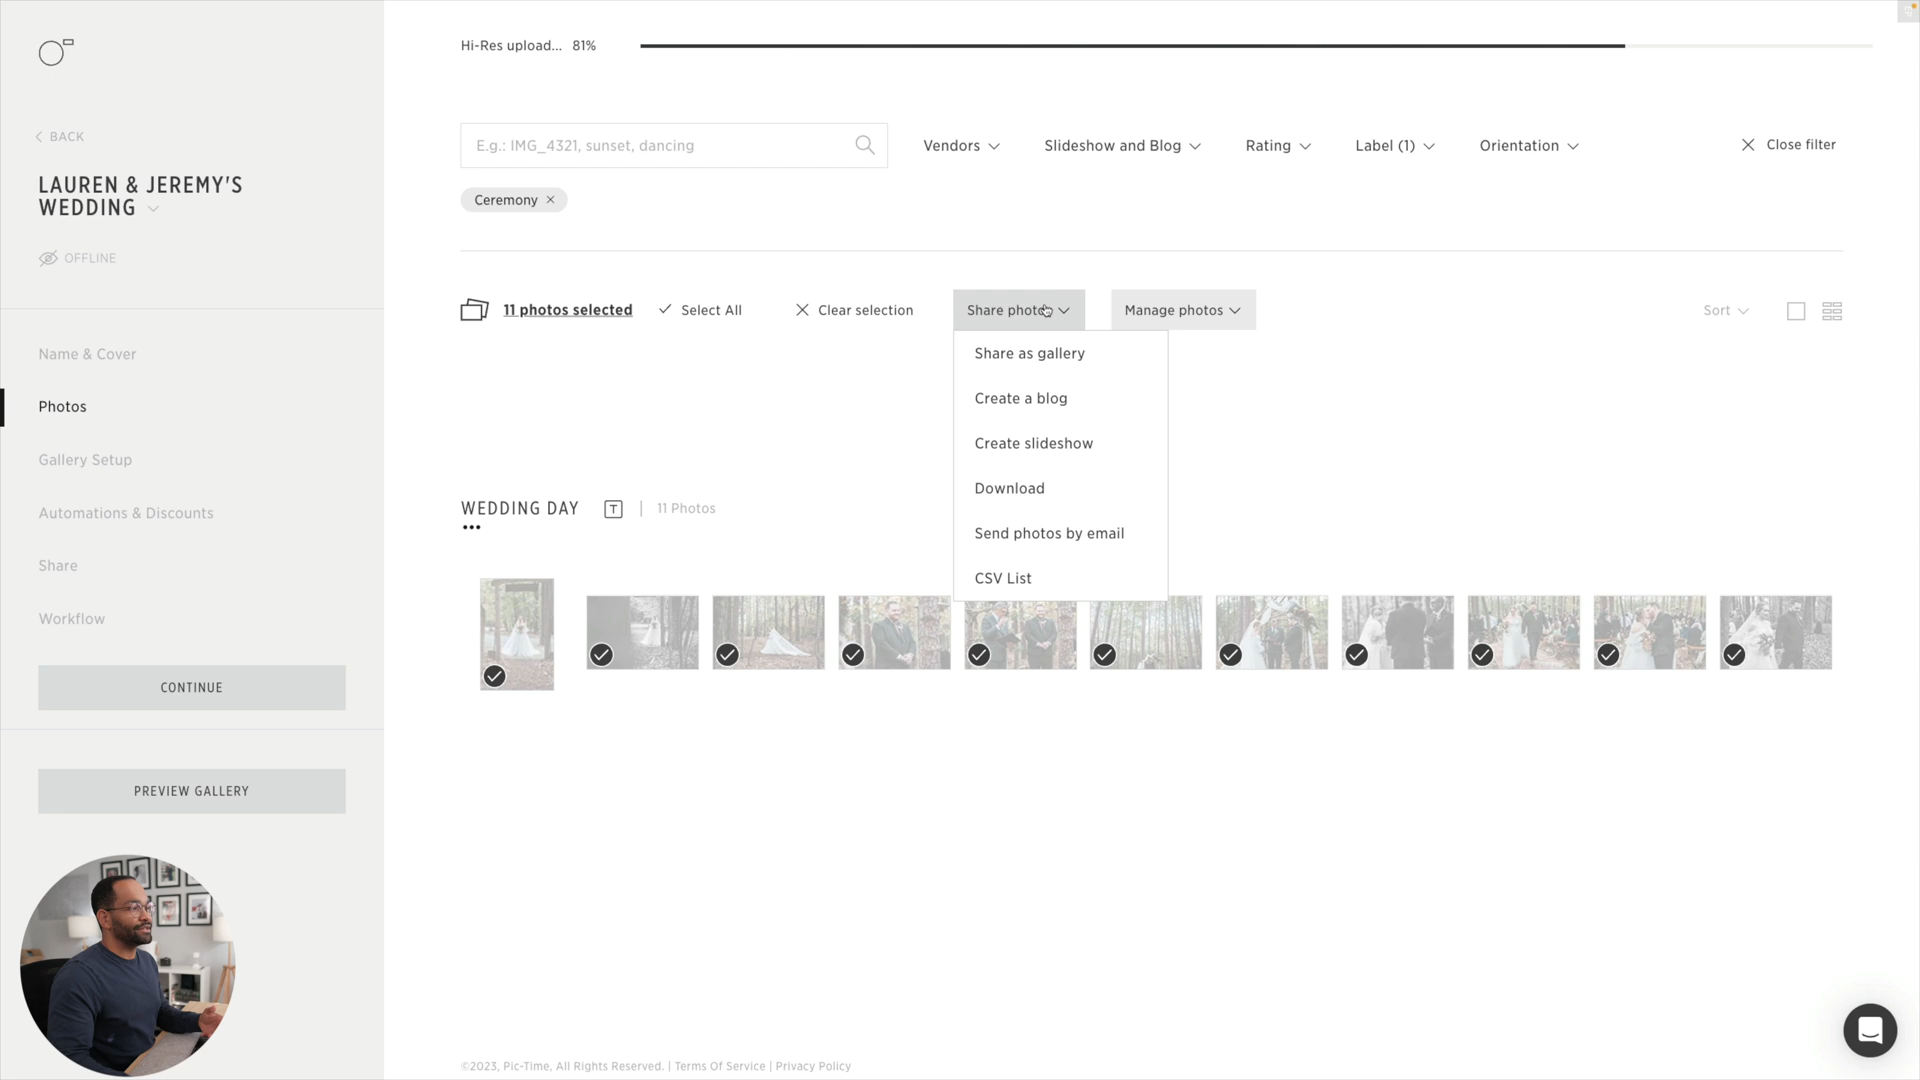 Hi-Res upload... 81%
BACK
LAUREN & JEREMY'S
WEDDING
OFFLINE
Name & Cover
Photos
Gallery Setup
Automations & Discounts
Share
Workflow
CONTINUE
PREVIEW GALLERY
E.g.: IMG_4321, sunset, dancing
Vendors
Slideshow and Blog
Rating
Label (1)
Orientation
Close filter
Ceremony
11 photos selected
Select All
Clear selection
Share photos
Manage photos
Sort
Share as gallery
Create a blog
Create slideshow
Download
Send photos by email
CSV List
WEDDING DAY T | 11 Photos
©2023, Pic-Time, All Rights Reserved. | Terms Of Service | Privacy Policy